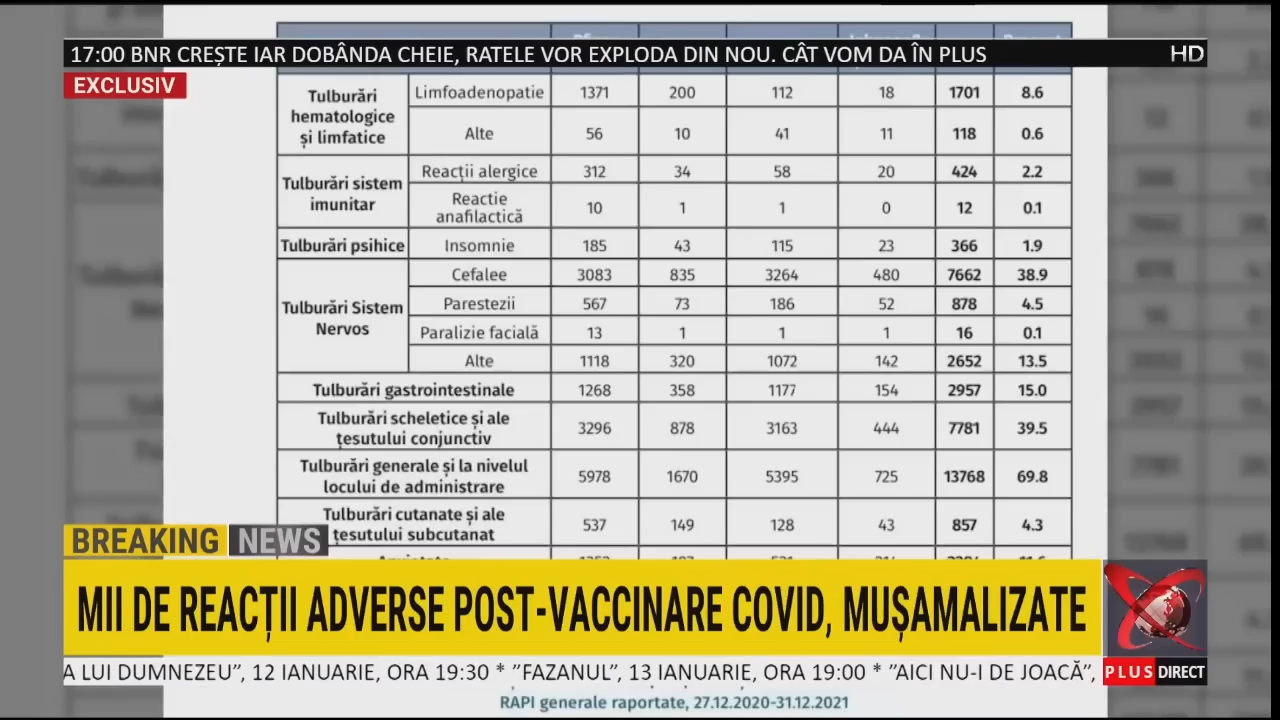 17:00 BNR CREȘTE IAR DOBÂNDA CHEIE, RATELE VOR EXPLODA DIN NOU. CÂT VOM DA ÎN PLUS
HD
EXCLUSIV
Tulburări hematologice și limfatice
Limfoadenopatie 1371 200 112 18 1701 8.6
Alte 56 10 41 11 118 0.6
Tulburări sistem imunitar
Reacții alergice 312 34 58 20 424 2.2
Reactie anafilactică 10 1 1 0 12 0.1
Tulburări psihice Insomnie 185 43 115 23 366 1.9
Tulburări Sistem Nervos
Cefalee 3083 835 3264 480 7662 38.9
Parestezii 567 73 186 52 878 4.5
Paralizie facială 13 1 1 1 16 0.1
Alte 1118 320 1072 142 2652 13.5
Tulburări gastrointestinale 1268 358 1177 154 2957 15.0
Tulburări scheletice și ale țesutului conjunctiv 3296 878 3163 444 7781 39.5
Tulburări generale și la nivelul locului de administrare 5978 1670 5395 725 13768 69.8
Tulburări cutanate și ale țesutului subcutanat 537 149 128 43 857 4.3
BREAKING NEWS
MII DE REACȚII ADVERSE POST-VACCINARE COVID, MUȘAMALIZATE
A LUI DUMNEZEU”, 12 IANUARIE, ORA 19:30 * ”FAZANUL”, 13 IANUARIE, ORA 19:00 * ”AICI NU-I DE JOACĂ”,
PLUS DIRECT
RAPI generale raportate, 27.12.2020-31.12.2021